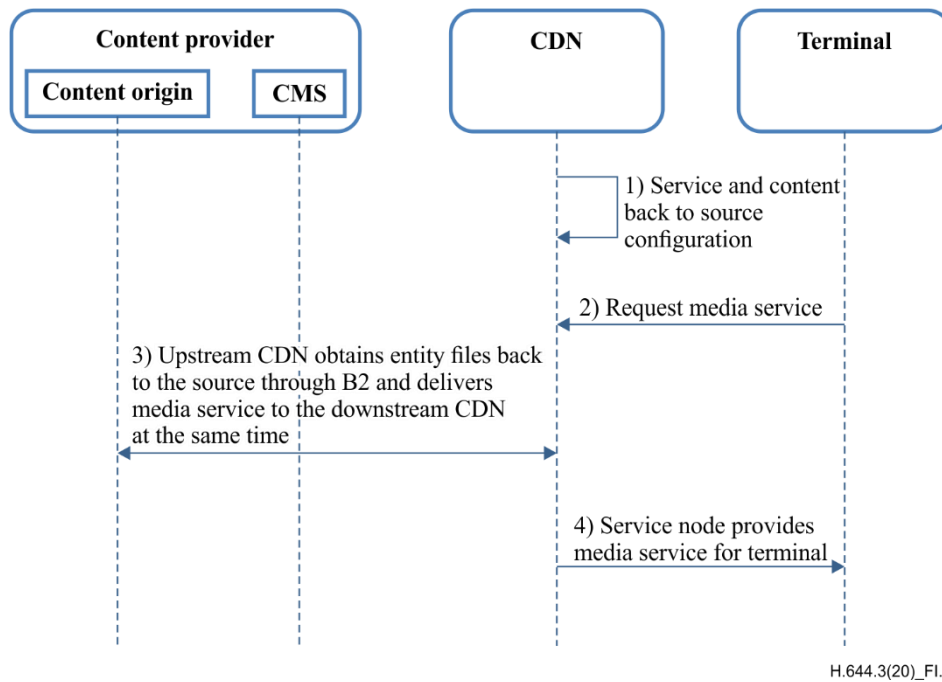 Content provider
CDN
Terminal
Content origin
CMS
1) Service and content
back to source
configuration
2) Request media service
3) Upstream CDN obtains entity files back
to the source through B2 and delivers
media service to the downstream CDN
at the same time
4) Service node provides
media service for terminal
H.644.3(20)_FI.